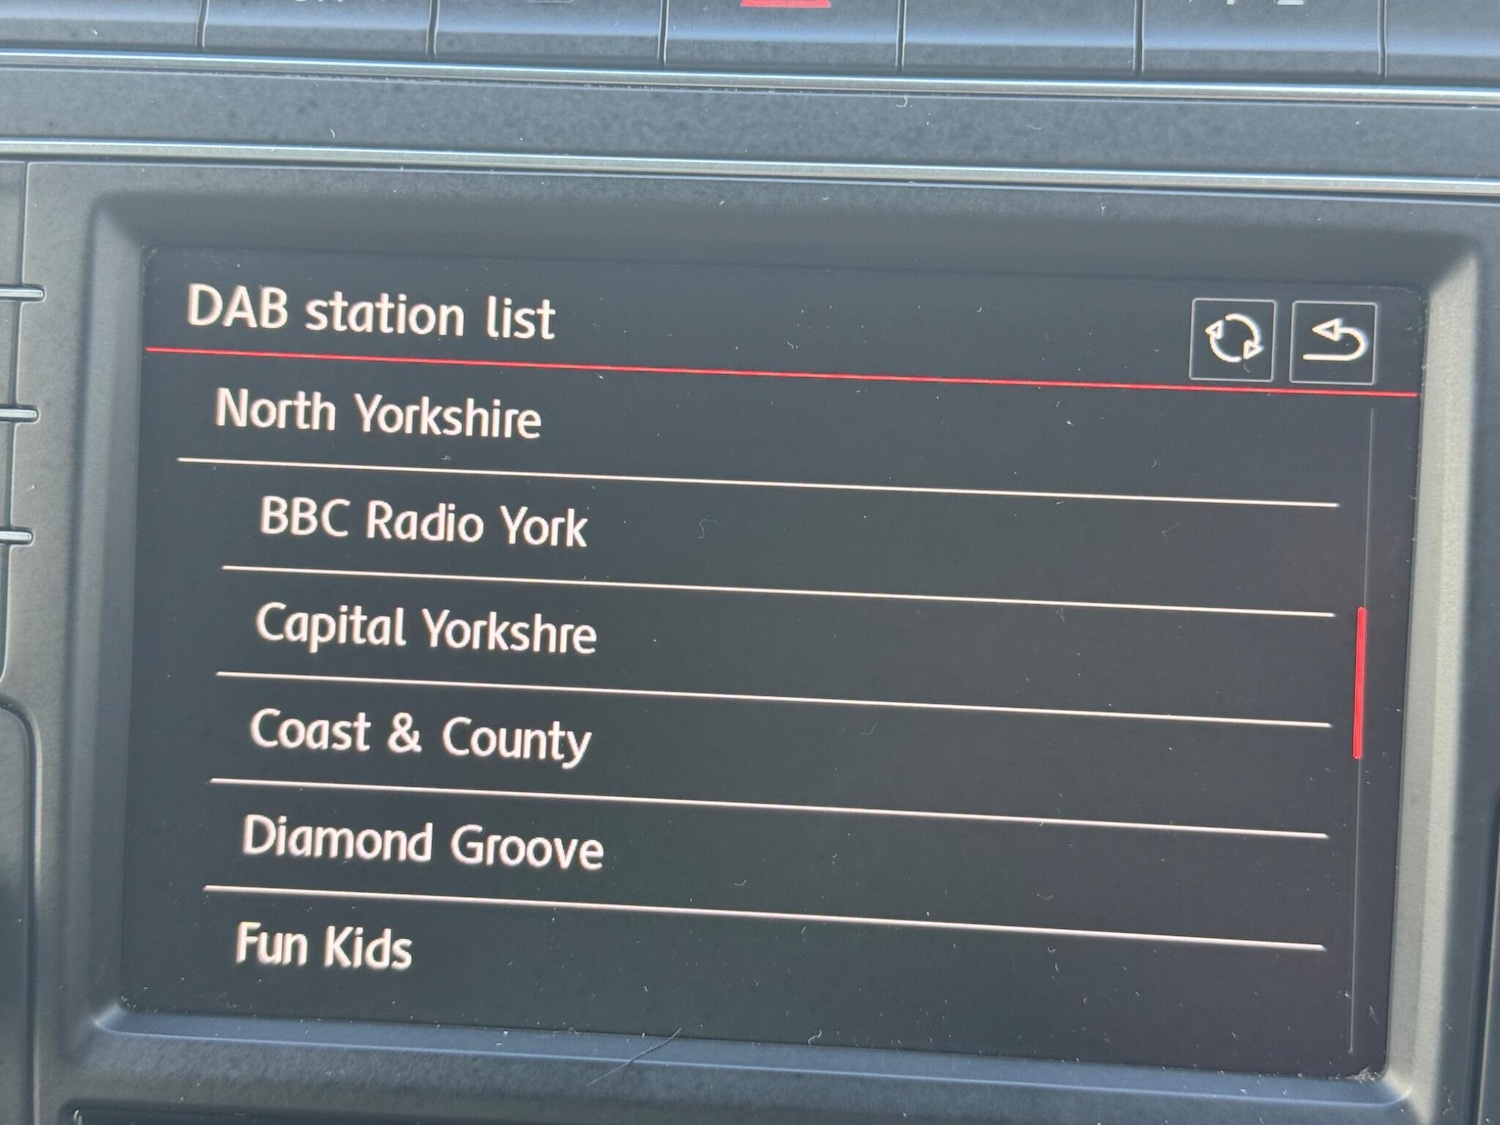 DAB station list
North Yorkshire
BBC Radio York
Capital Yorkshre
Coast & County
Diamond Groove
Fun Kids